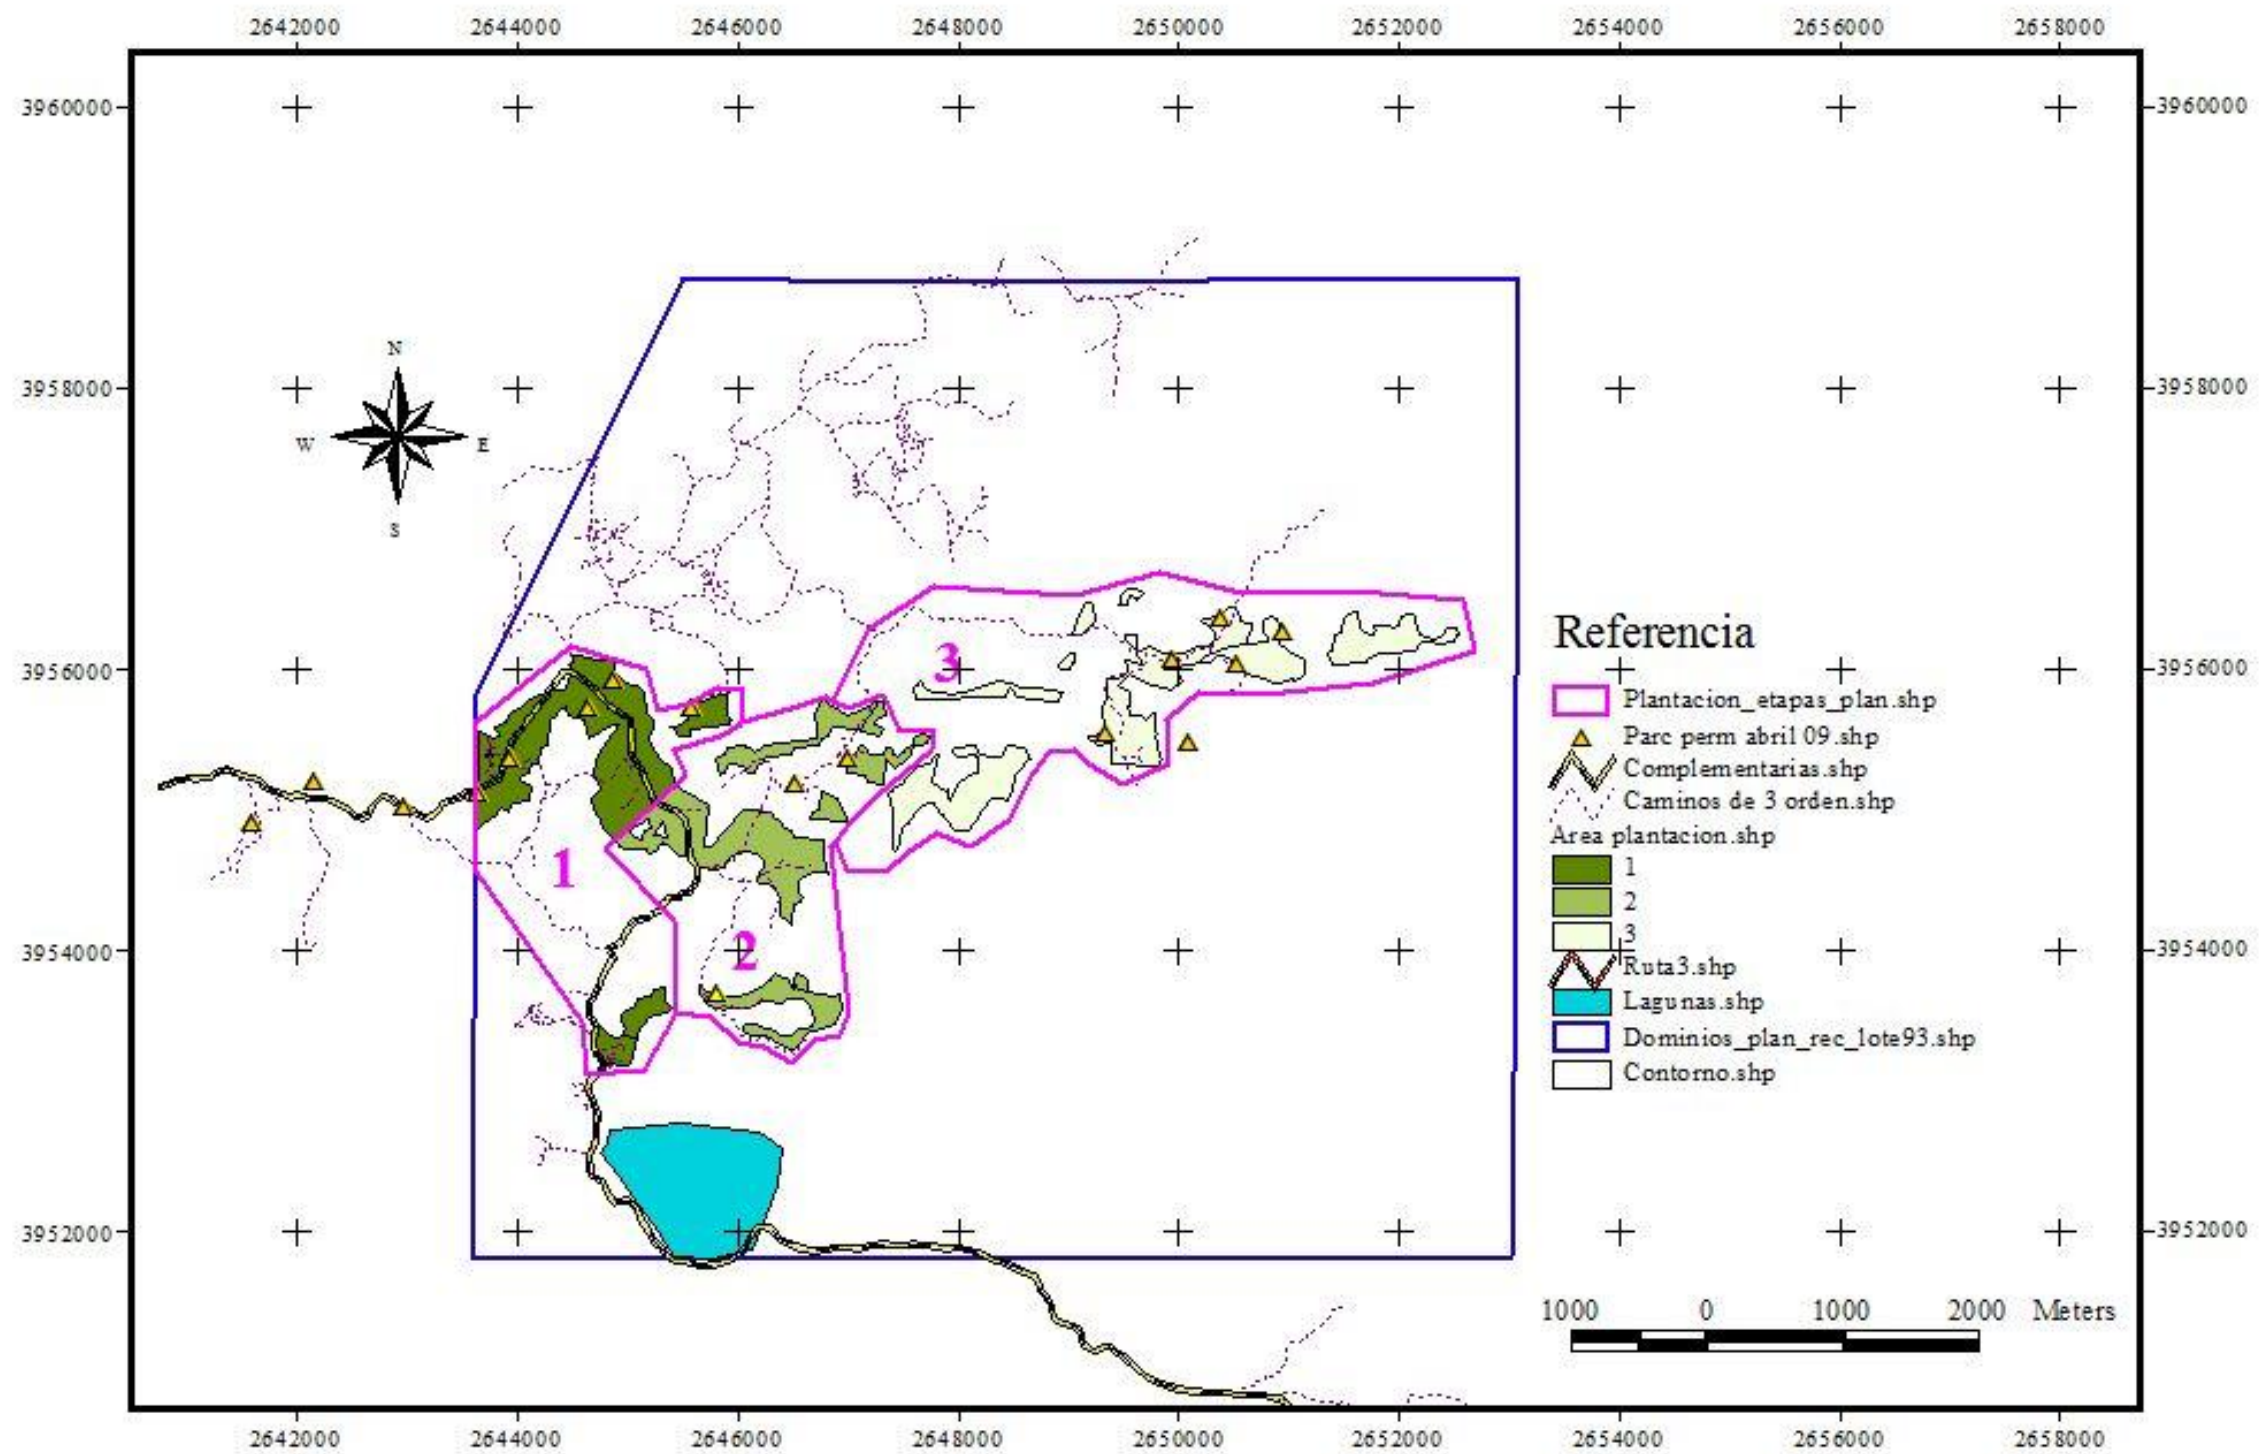 2642000 2644000 2646000 2648000 2650000 2652000 2654000 2656000 2658000
3960000 3960000
3958000 3958000
N
W E
S
3956000 3956000
3954000 3954000
3952000 3952000
1
2
3
Referencia
Plantacion_etapas_plan.shp
Parc perm abril 09.shp
Complementarias.shp
Caminos de 3 orden.shp
Area plantacion.shp
1
2
3
Ruta3.shp
Lagunas.shp
Dominios_plan_rec_lote93.shp
Contorno.shp
1000 0 1000 2000 Meters
2642000 2644000 2646000 2648000 2650000 2652000 2654000 2656000 2658000